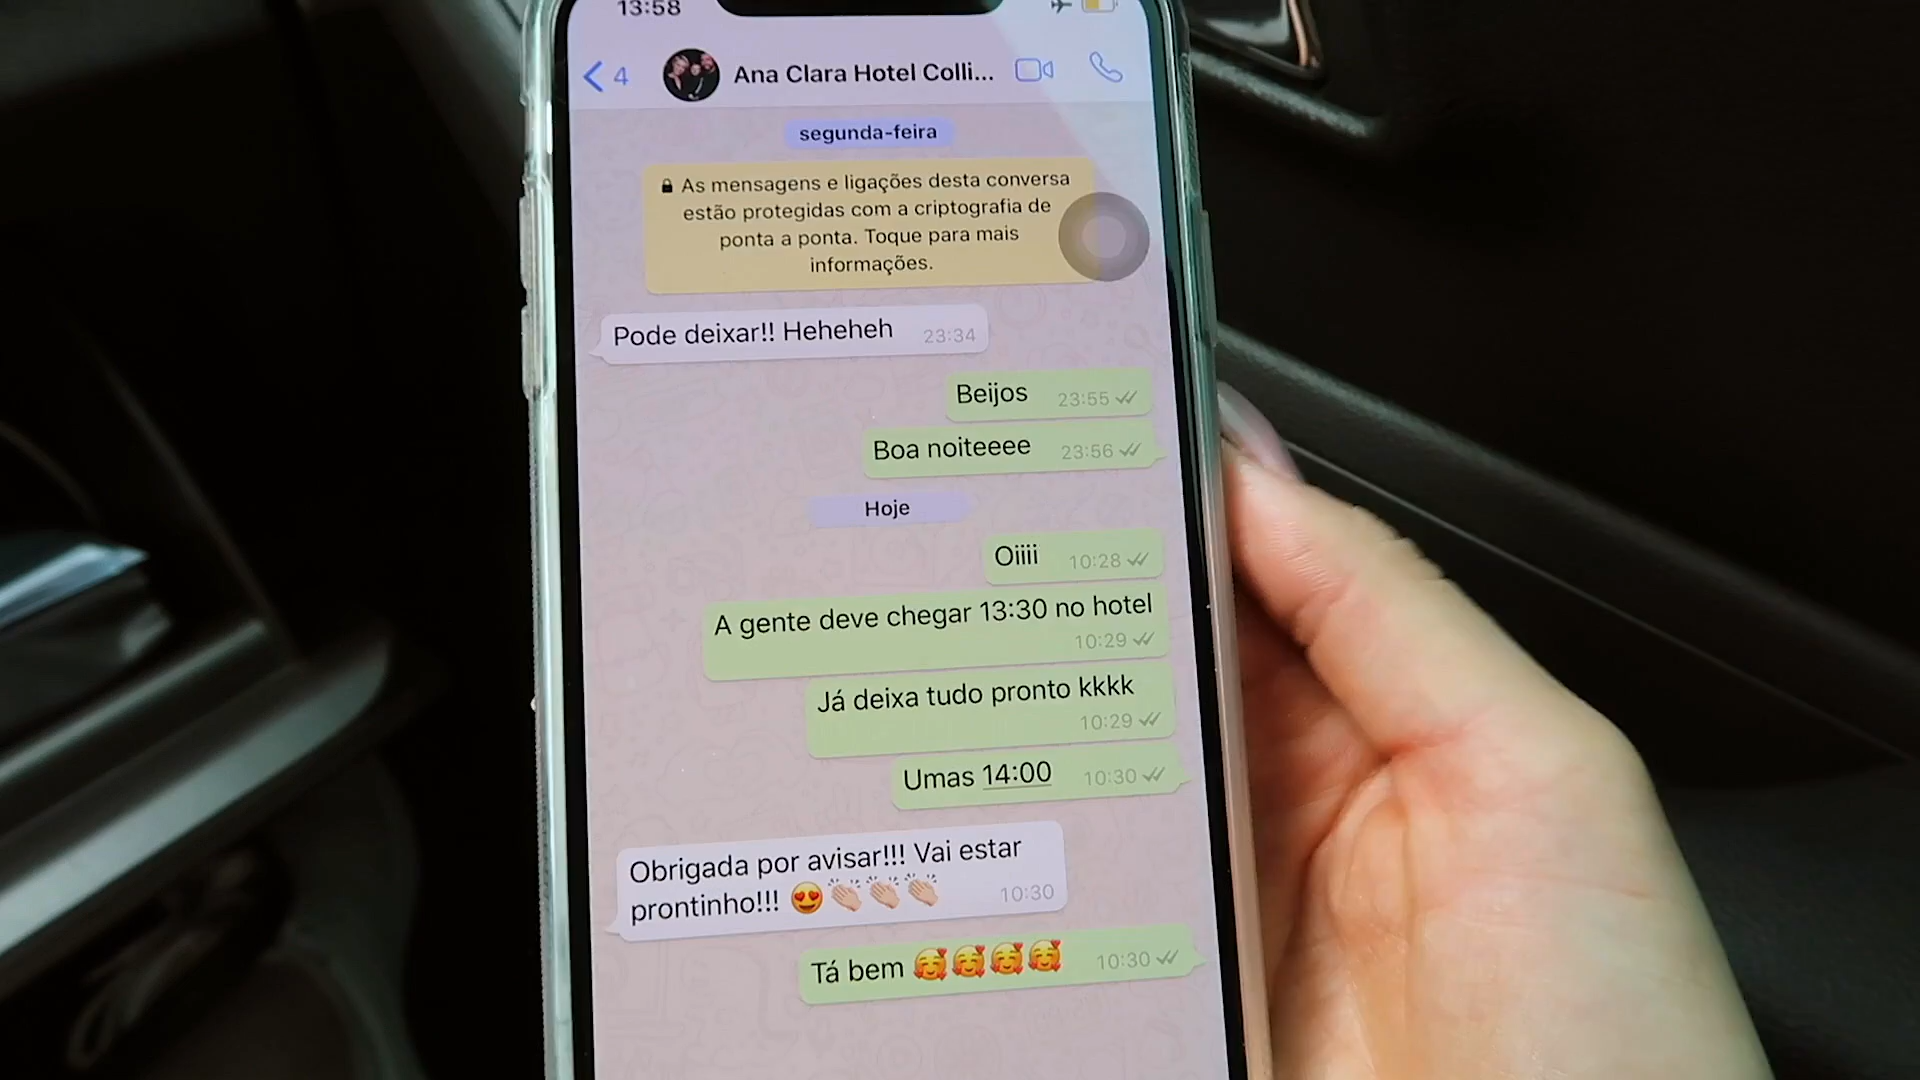 13:58
4
Ana Clara Hotel Colli...
segunda-feira
As mensagens e ligações desta conversa
estão protegidas com a criptografia de
ponta a ponta. Toque para mais
informações.
Pode deixar!! Heheheh 23:34
Beijos 23:55
Boa noiteeee 23:56
Hoje
Oiiii 10:28
A gente deve chegar 13:30 no hotel
10:29
Já deixa tudo pronto kkkk
10:29
Umas 14:00 10:30
Obrigada por avisar!!! Vai estar
prontinho!!! 😍👏🏻👏🏻👏🏻 10:30
Tá bem 🥰🥰🥰🥰 10:30